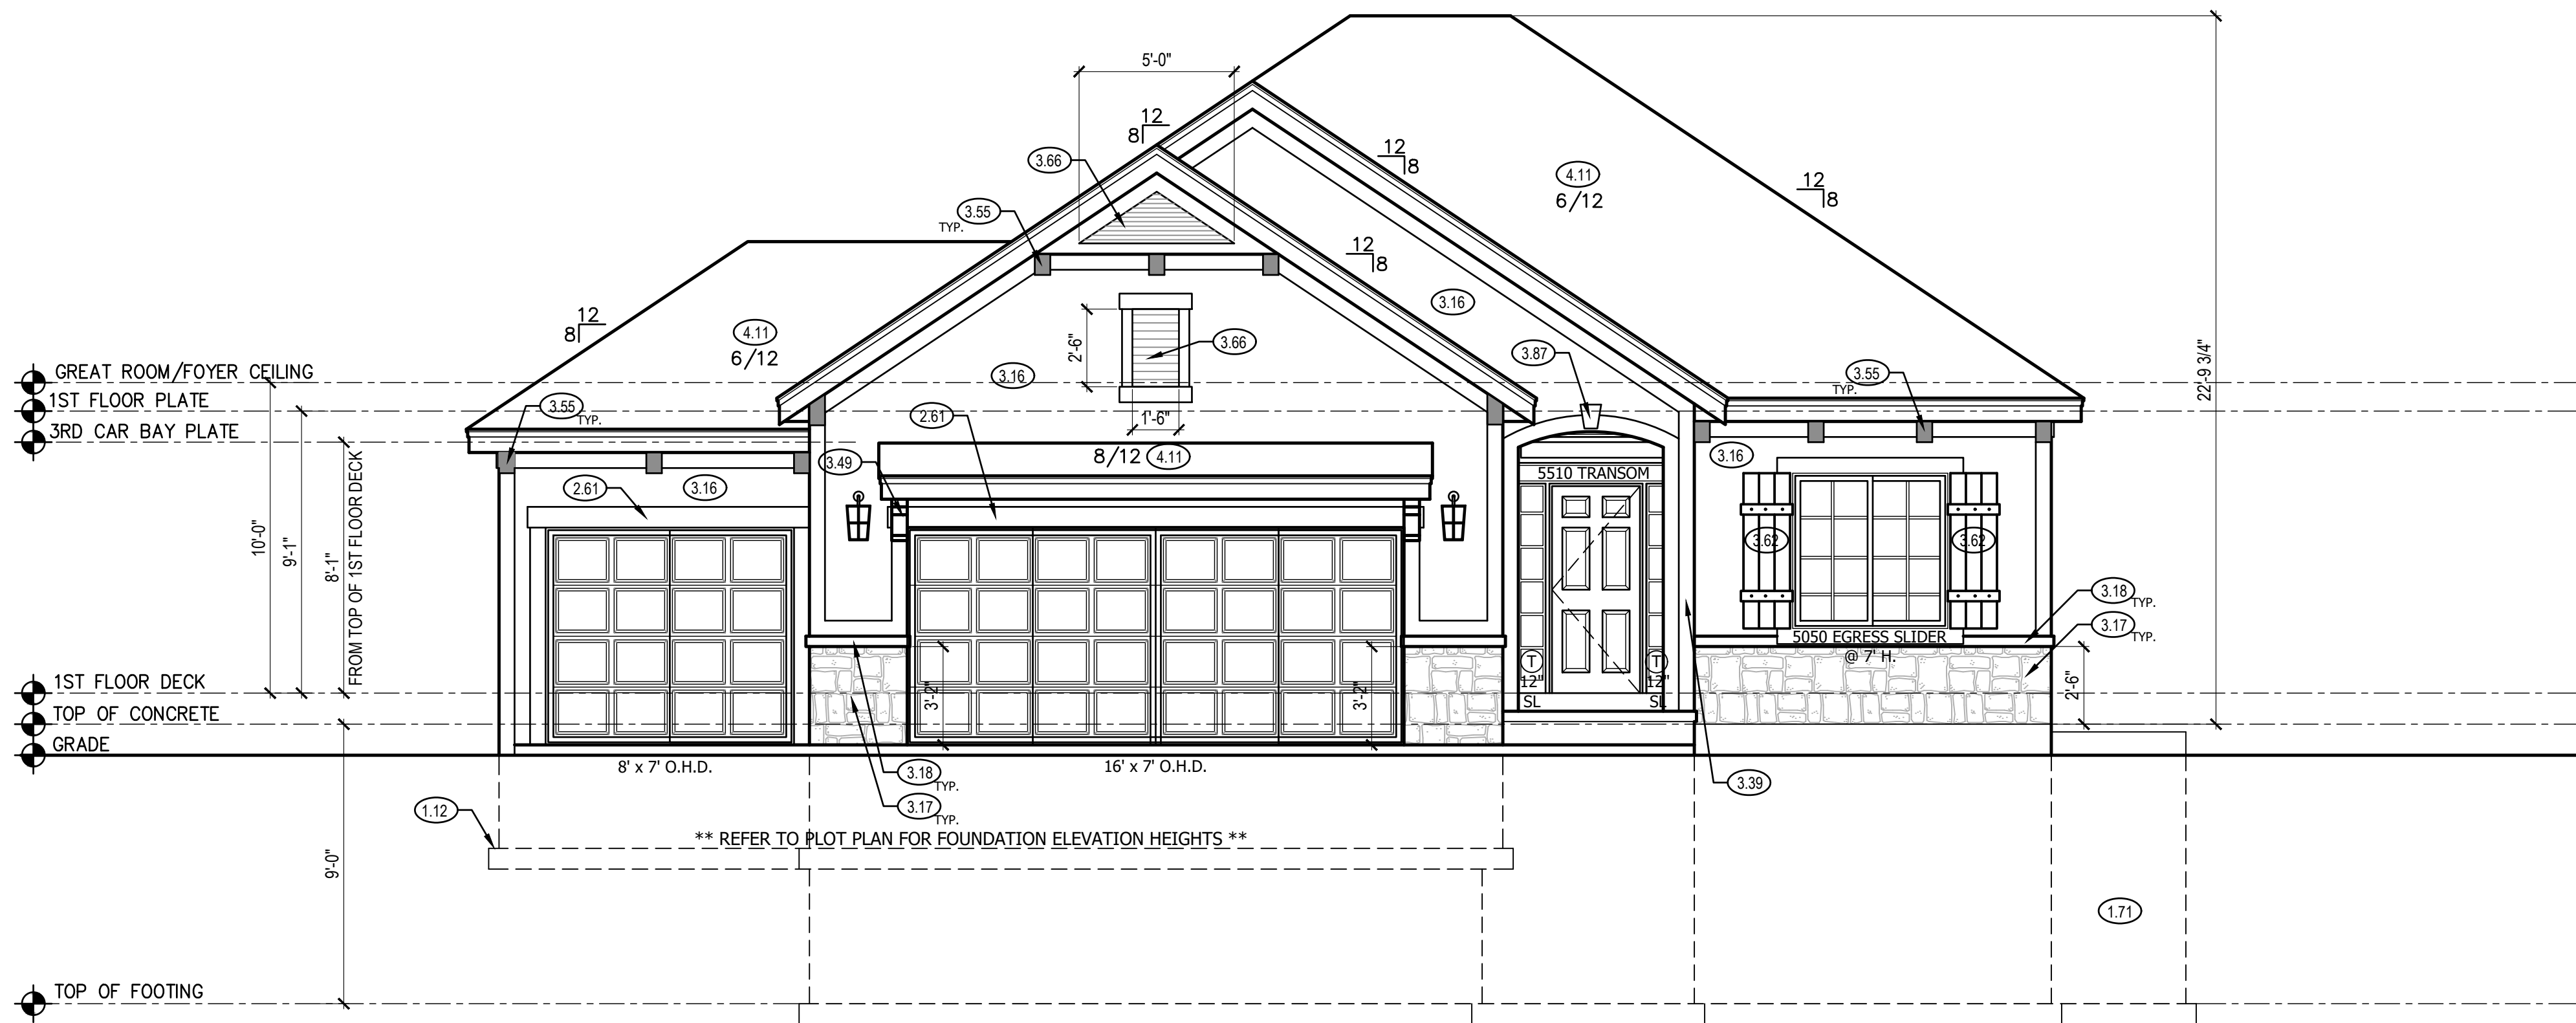 5'-0"
12
8
3.66
12
8
4.11
6/12
12
8
3.55
TYP.
12
8
3.16
12
8
4.11
6/12
2'-6"
3.66
3.87
22'-9 3/4"
GREAT ROOM/FOYER CEILING
3.16
3.55
TYP.
1ST FLOOR PLATE
3.55
TYP.
2.61
1'-6"
3RD CAR BAY PLATE
8/12
4.11
3.49
3.16
5510 TRANSOM
2.61
3.16
10'-0"
9'-1"
8'-1"
FROM TOP OF 1ST FLOOR DECK
3.62
3.62
3.18
TYP.
3.17
TYP.
5050 EGRESS SLIDER
@ 7' H.
T
12"
SL
T
12"
SL
1ST FLOOR DECK
3'-2"
3'-2"
2'-6"
TOP OF CONCRETE
GRADE
8' x 7' O.H.D.
16' x 7' O.H.D.
3.18
TYP.
3.39
3.17
TYP.
1.12
** REFER TO PLOT PLAN FOR FOUNDATION ELEVATION HEIGHTS **
9'-0"
1.71
TOP OF FOOTING